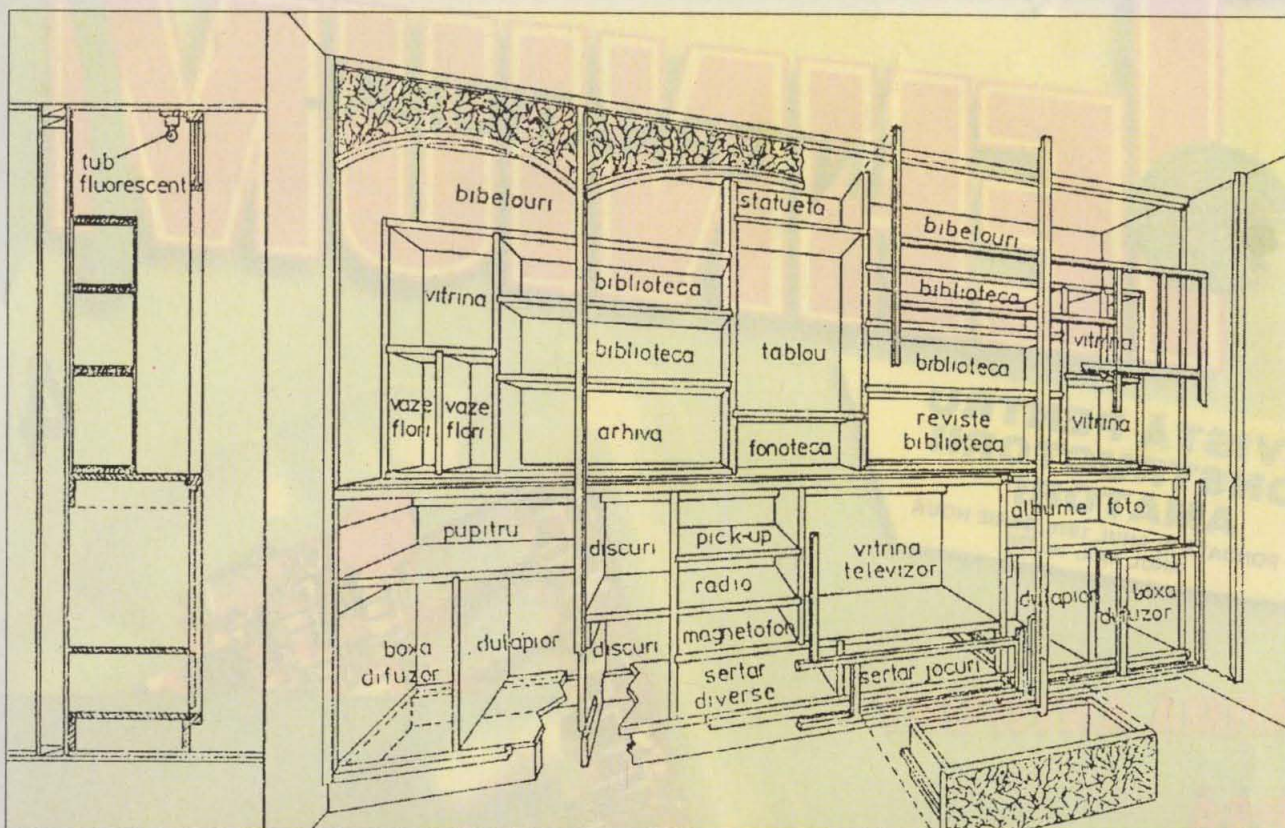 tub
fluorescent
bibelouri
statueta
bibelouri
vitrina
biblioteca
biblioteca
biblioteca
tablou
biblioteca
vitrina
vaze
flori
vaze
flori
arhiva
fonoteca
reviste
biblioteca
vitrina
pupitru
discuri
pick-up
vitrina
televizor
albume foto
radio
boxa
difuzor
dulapior
discuri
magnetofon
sertar
diverse
sertar jocuri
dulapior
boxa
difuzor